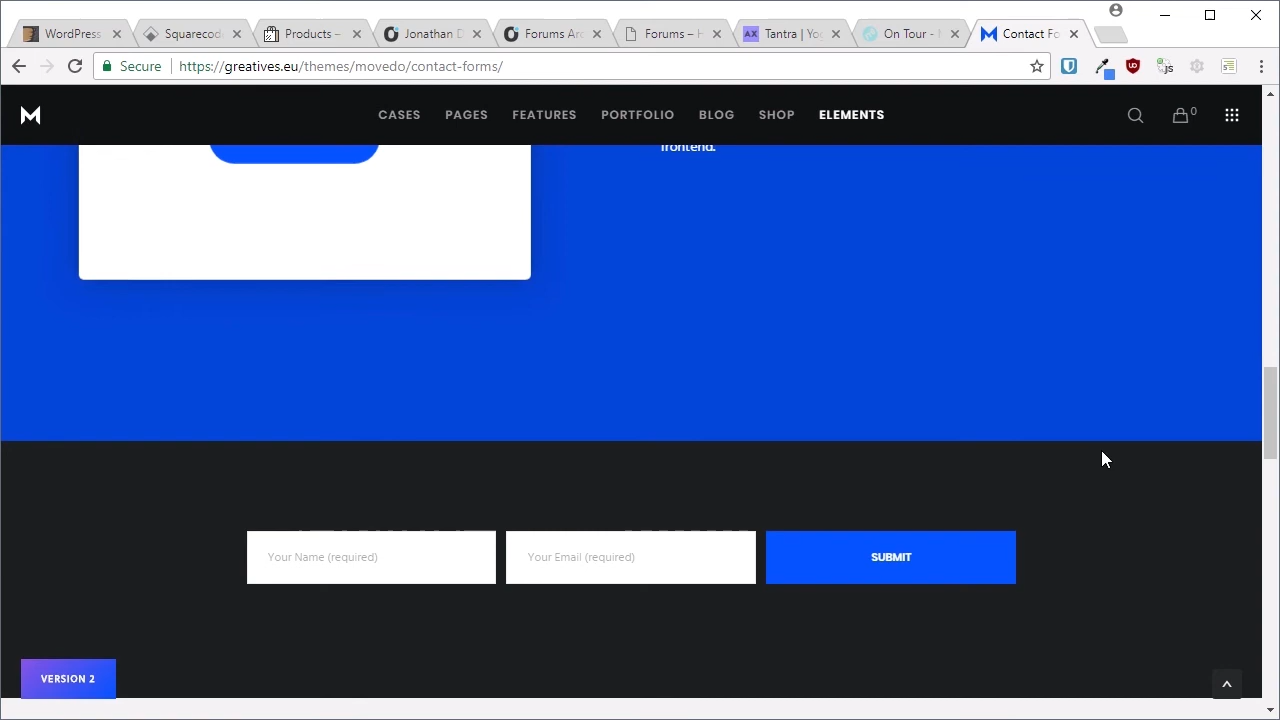 WordPress
Squarecod
Products –
Jonathan D
Forums Arc
Forums – H
Tantra | Yo
On Tour -
Contact Fo
Secure
https://greatives.eu/themes/movedo/contact-forms/
CASES
PAGES
FEATURES
PORTFOLIO
BLOG
SHOP
ELEMENTS
0
frontend.
Your Name (required)
Your Email (required)
SUBMIT
VERSION 2